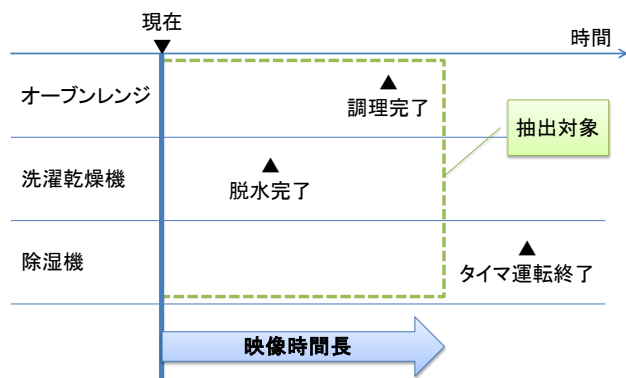 現在
時間
オーブンレンジ
調理完了
抽出対象
洗濯乾燥機
脱水完了
除湿機
タイマ運転終了
映像時間長